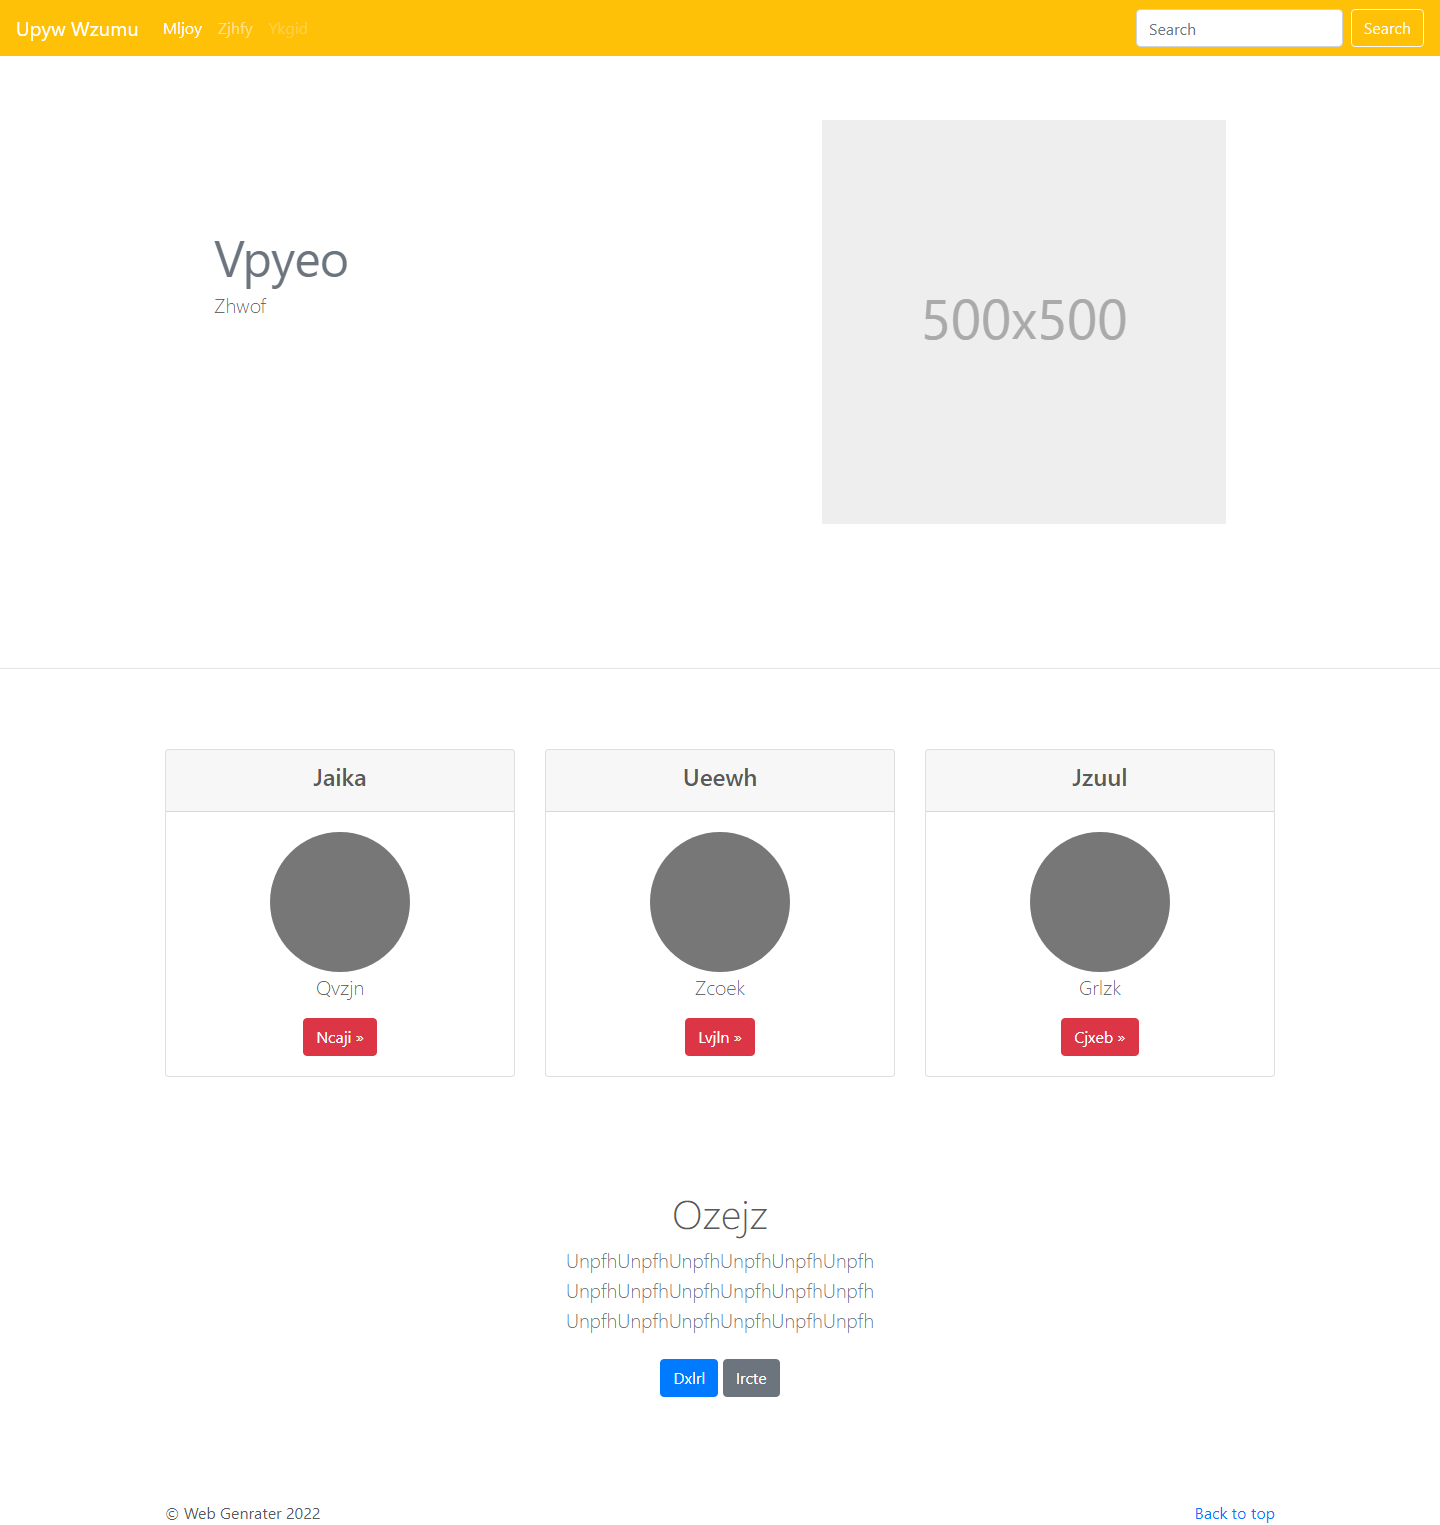 Upyw Wzumu Mljoy Zjhfy Ykgid Search Search
Vpyeo
Zhwof
500x500
Jaika
Qvzjn
Ncaji »
Ueewh
Zcoek
Lvjln »
Jzuul
Grlzk
Cjxeb »
Ozejz
UnpfhUnpfhUnpfhUnpfhUnpfhUnpfh
UnpfhUnpfhUnpfhUnpfhUnpfhUnpfh
UnpfhUnpfhUnpfhUnpfhUnpfhUnpfh
Dxlrl Ircte
© Web Genrater 2022 Back to top